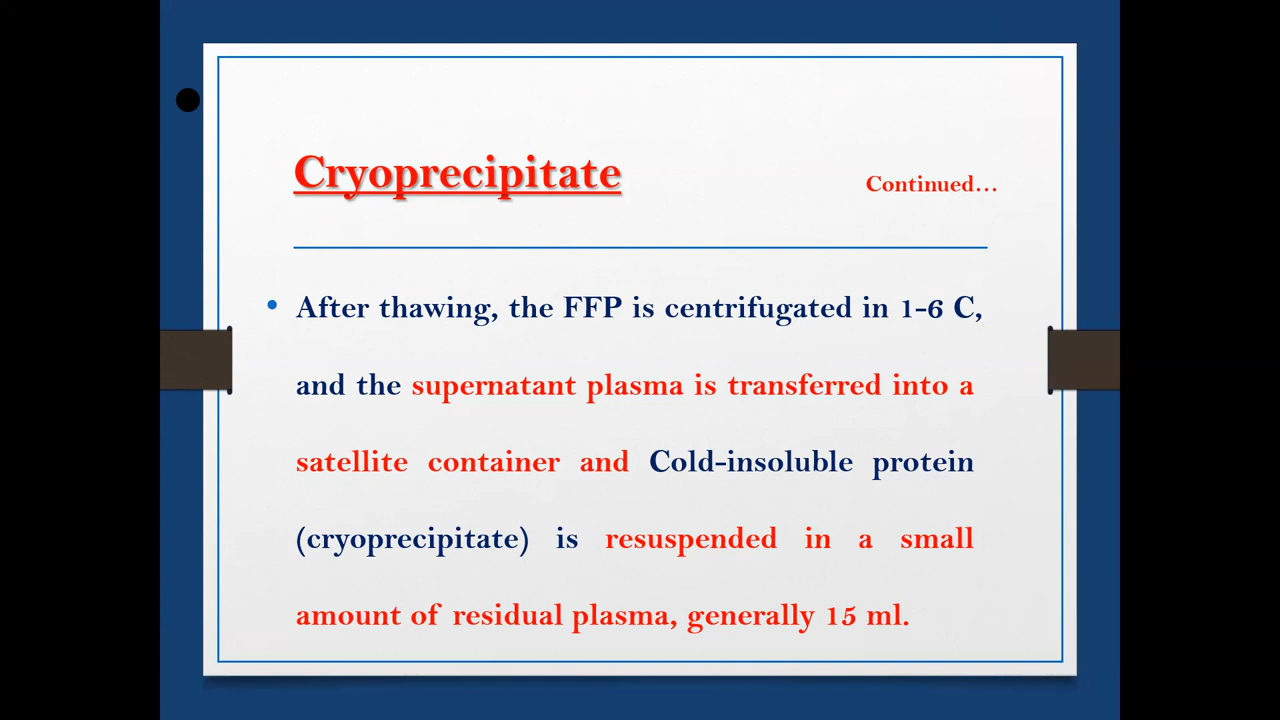 Cryoprecipitate
Continued…
• After thawing, the FFP is centrifugated in 1-6 C,
and the supernatant plasma is transferred into a
satellite container and Cold-insoluble protein
(cryoprecipitate) is resuspended in a small
amount of residual plasma, generally 15 ml.